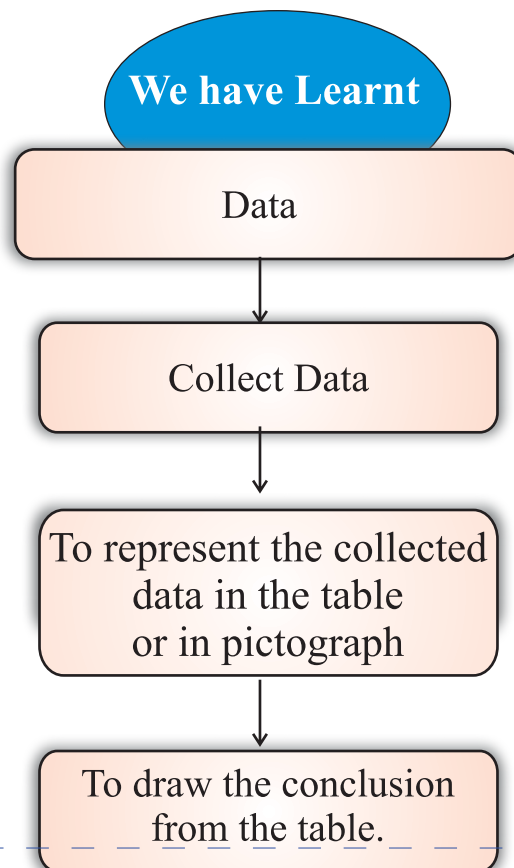 We have Learnt
Data
Collect Data
To represent the collected
data in the table
or in pictograph
To draw the conclusion
from the table.